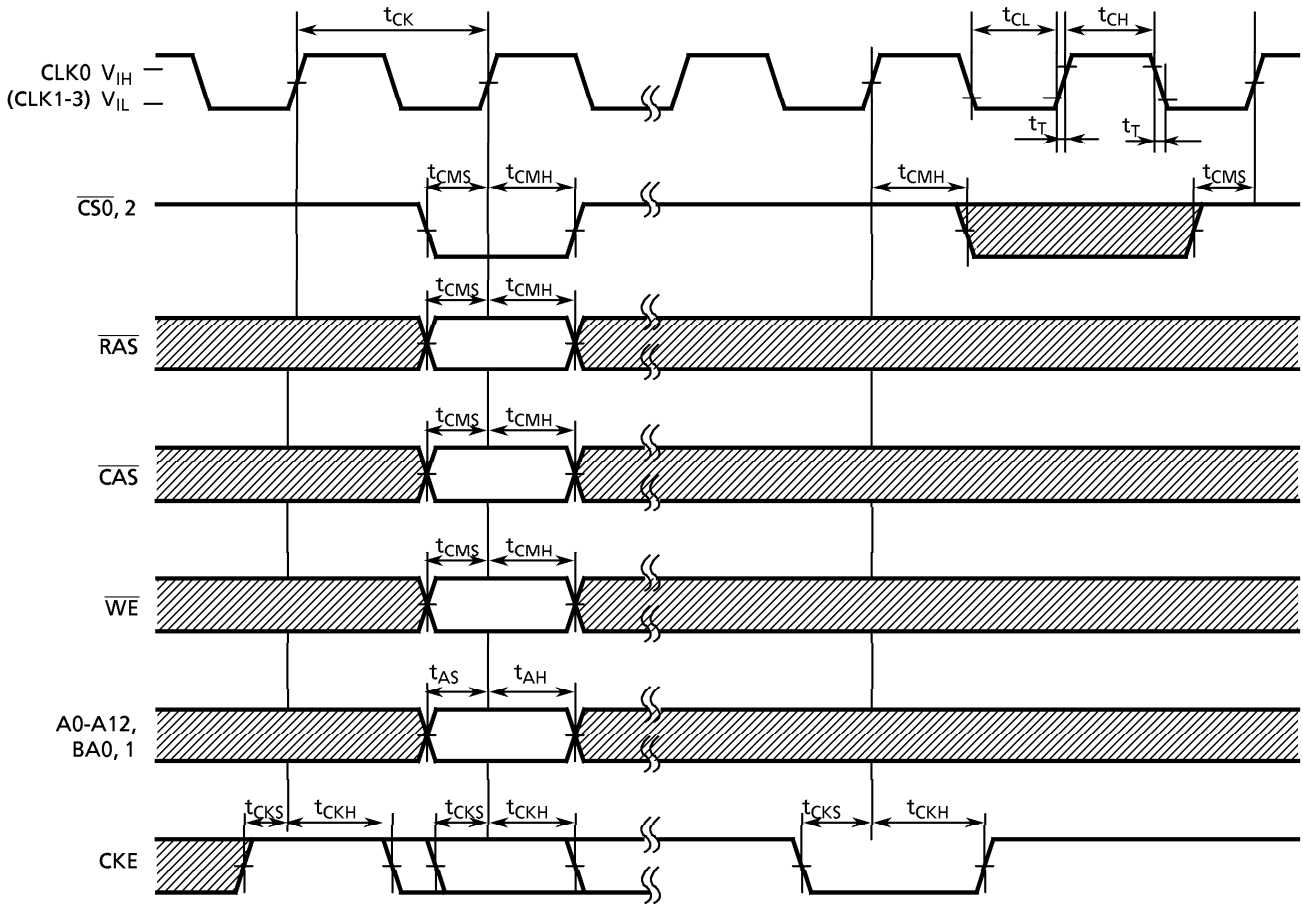 tCK tCL tCH
CLK0 VIH
(CLK1-3) VIL
tT tT
tCMS tCMH tCMH tCMS
CS0, 2
tCMS tCMH
RAS
tCMS tCMH
CAS
tCMS tCMH
WE
tAS tAH
A0-A12,
BA0, 1
tCKS tCKH tCKS tCKH tCKS tCKH
CKE